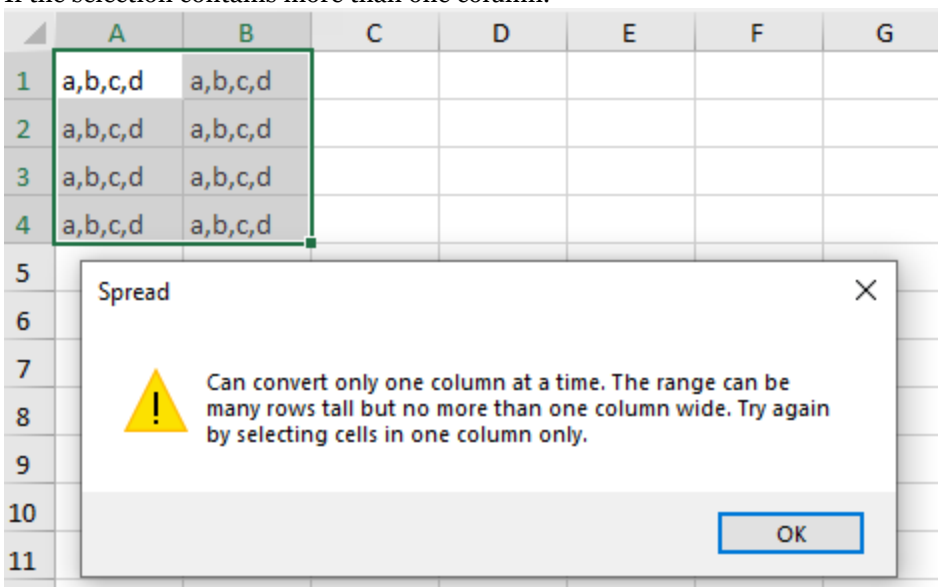 If the selection contains more than one column.
A B C D E F G
1 a,b,c,d a,b,c,d
2 a,b,c,d a,b,c,d
3 a,b,c,d a,b,c,d
4 a,b,c,d a,b,c,d
5
Spread
6
7
Can convert only one column at a time. The range can be
8
many rows tall but no more than one column wide. Try again
by selecting cells in one column only.
9
10
OK
11